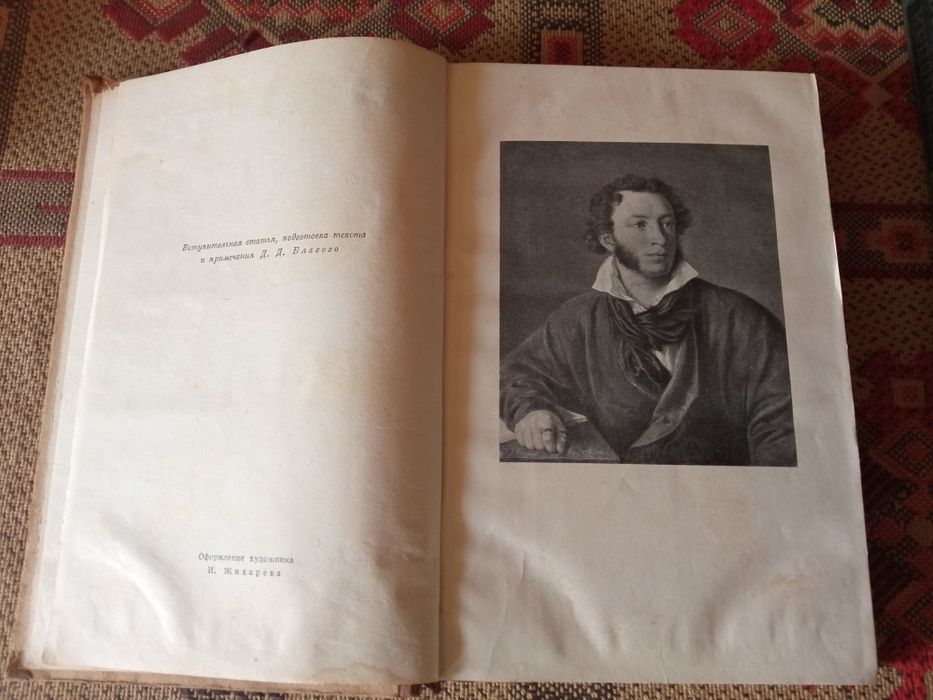 Вступительная статья, подготовка текста
и примечания Д. Д. Благого
Оформление художника
И. Жихарева